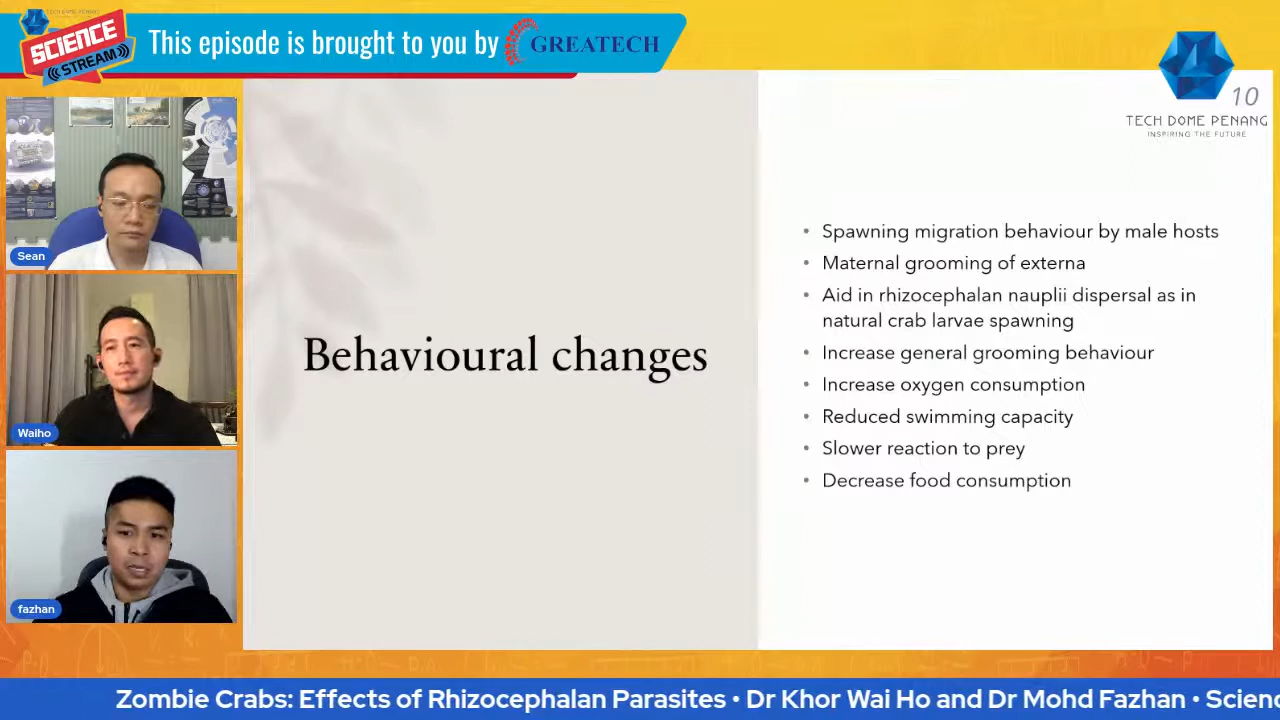 SCIENCE
STREAM
This episode is brought to you by GREATECH
10
TECH DOME PENANG
INSPIRING THE FUTURE
Sean
Waiho
fazhan
Behavioural changes
• Spawning migration behaviour by male hosts
• Maternal grooming of externa
• Aid in rhizocephalan nauplii dispersal as in
natural crab larvae spawning
• Increase general grooming behaviour
• Increase oxygen consumption
• Reduced swimming capacity
• Slower reaction to prey
• Decrease food consumption
Zombie Crabs: Effects of Rhizocephalan Parasites • Dr Khor Wai Ho and Dr Mohd Fazhan • Scienc